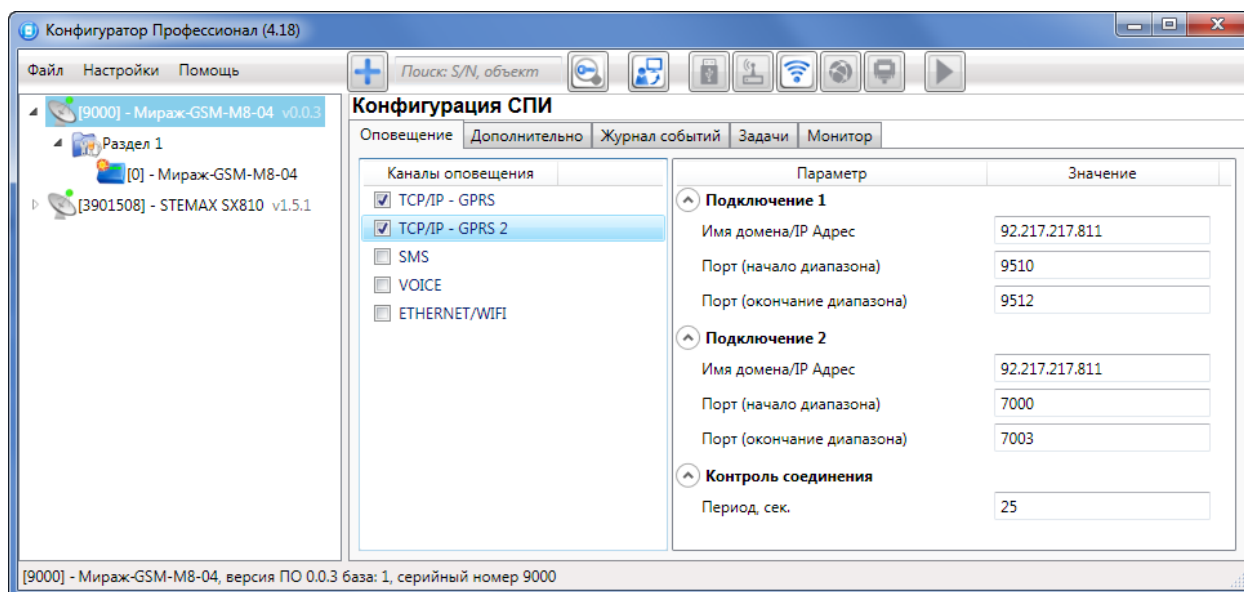 Конфигуратор Профессионал (4.18)
Файл Настройки Помощь Поиск: S/N, объект
[9000] - Мираж-GSM-M8-04 v0.0.3
Раздел 1
[0] - Мираж-GSM-M8-04
[3901508] - STEMAX SX810 v1.5.1
Конфигурация СПИ
Оповещение Дополнительно Журнал событий Задачи Монитор
Каналы оповещения
TCP/IP - GPRS
TCP/IP - GPRS 2
SMS
VOICE
ETHERNET/WIFI
Параметр Значение
Подключение 1
Имя домена/IP Адрес 92.217.217.811
Порт (начало диапазона) 9510
Порт (окончание диапазона) 9512
Подключение 2
Имя домена/IP Адрес 92.217.217.811
Порт (начало диапазона) 7000
Порт (окончание диапазона) 7003
Контроль соединения
Период, сек. 25
[9000] - Мираж-GSM-M8-04, версия ПО 0.0.3 база: 1, серийный номер 9000